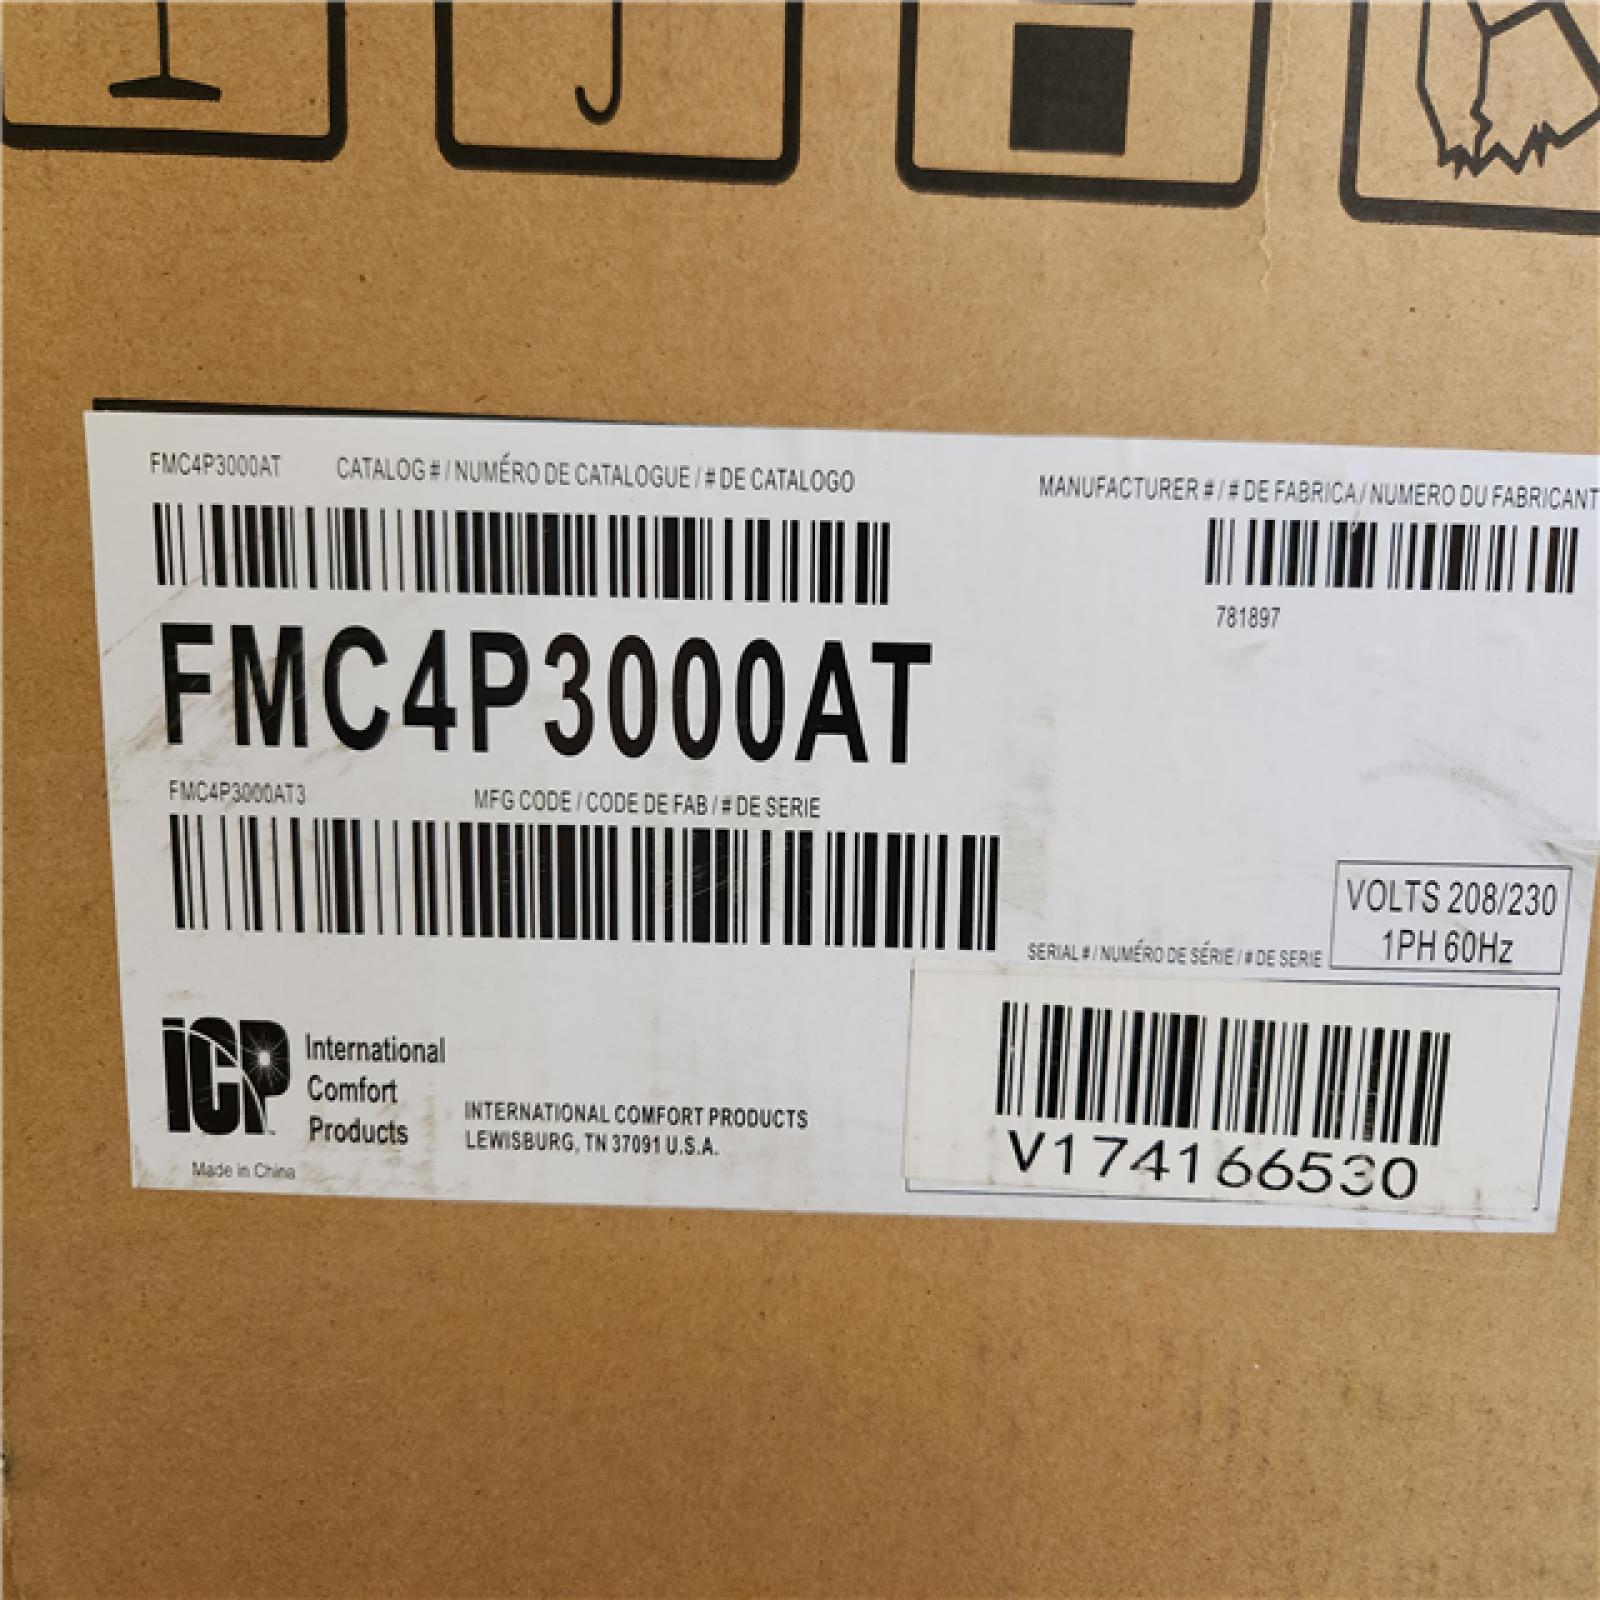 FMC4P3000AT CATALOG # / NUMÉRO DE CATALOGUE / # DE CATALOGO
MANUFACTURER # / # DE FABRICA / NUMERO DU FABRICANT
781897
FMC4P3000AT
FMC4P3000AT3 MFG CODE / CODE DE FAB / # DE SERIE
VOLTS 208/230
1PH 60Hz
SERIAL # / NUMÉRO DE SÉRIE / # DE SERIE
V174166530
iCP
International
Comfort
Products
INTERNATIONAL COMFORT PRODUCTS
LEWISBURG, TN 37091 U.S.A.
Made in China